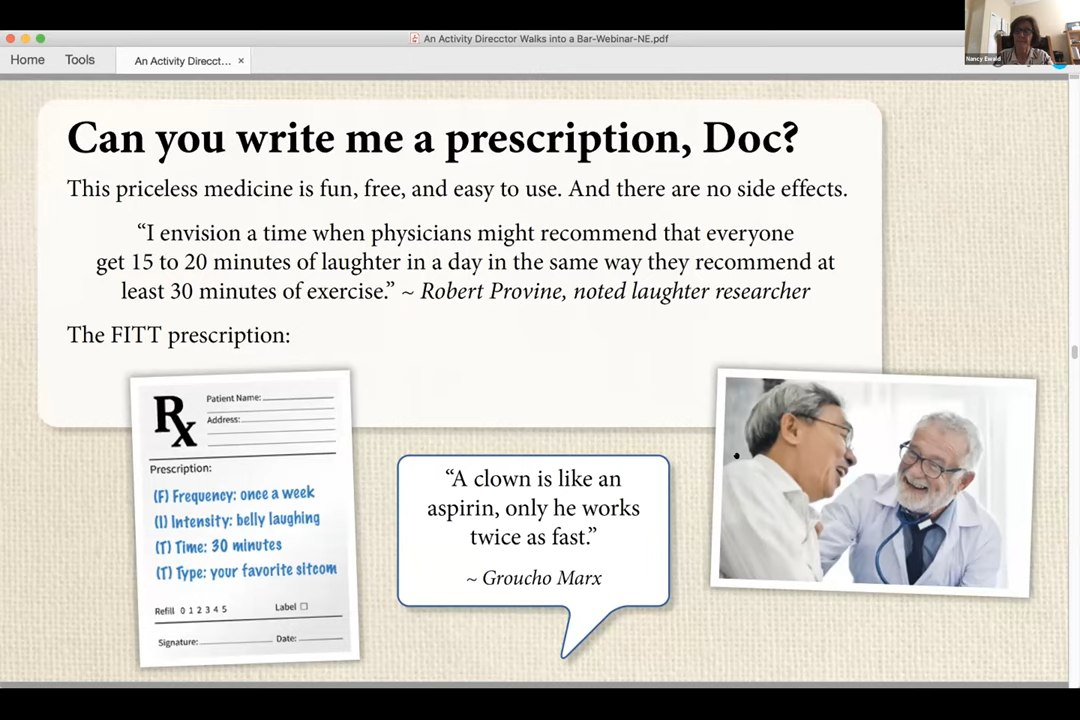 An Activity Direcctor Walks into a Bar-Webinar-NE.pdf
Home
Tools
An Activity Direcct... ×
Nancy Ewald
Can you write me a prescription, Doc?
This priceless medicine is fun, free, and easy to use. And there are no side effects.
“I envision a time when physicians might recommend that everyone
get 15 to 20 minutes of laughter in a day in the same way they recommend at
least 30 minutes of exercise.” ~ Robert Provine, noted laughter researcher
The FITT prescription:
Rx
Patient Name:
Address:
Prescription:
(F) Frequency: once a week
(I) Intensity: belly laughing
(T) Time: 30 minutes
(T) Type: your favorite sitcom
Refill 0 1 2 3 4 5
Label
Signature:
Date:
“A clown is like an
aspirin, only he works
twice as fast.”
~ Groucho Marx